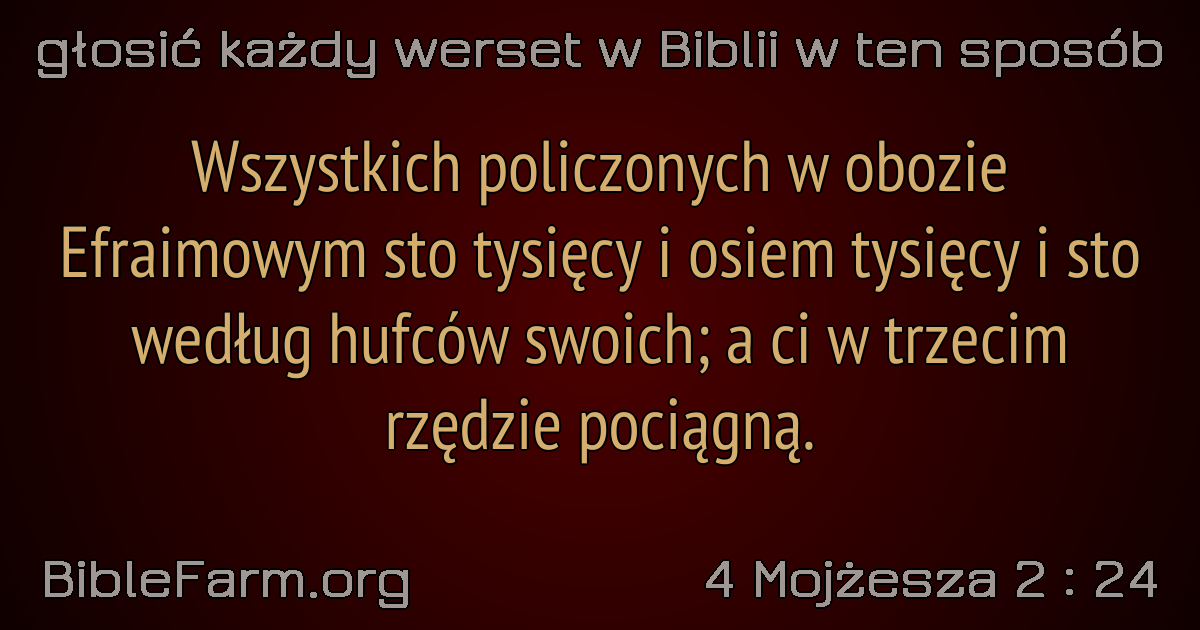 głosić każdy werset w Biblii w ten sposób
Wszystkich policzonych w obozie
Efraimowym sto tysięcy i osiem tysięcy i sto
według hufców swoich; a ci w trzecim
rzędzie pociągną.
BibleFarm.org
4 Mojżesza 2 : 24